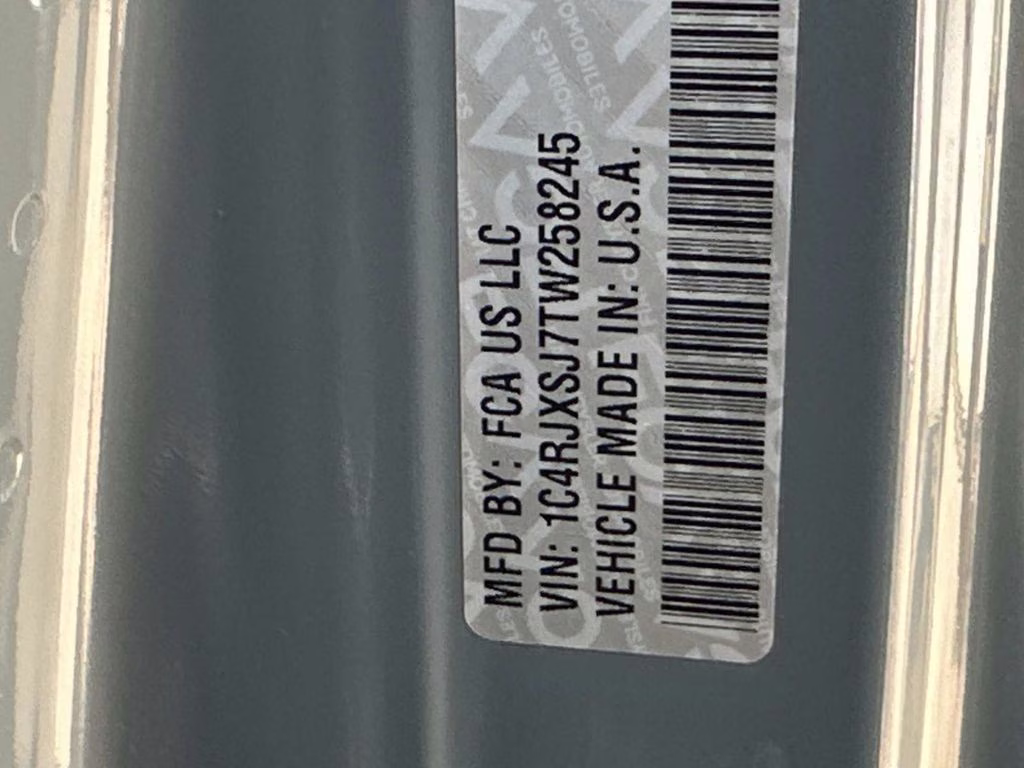 MFD BY: FCA US LLC
VIN: 1C4RJXSJ7TW258245
VEHICLE MADE IN: U.S.A.